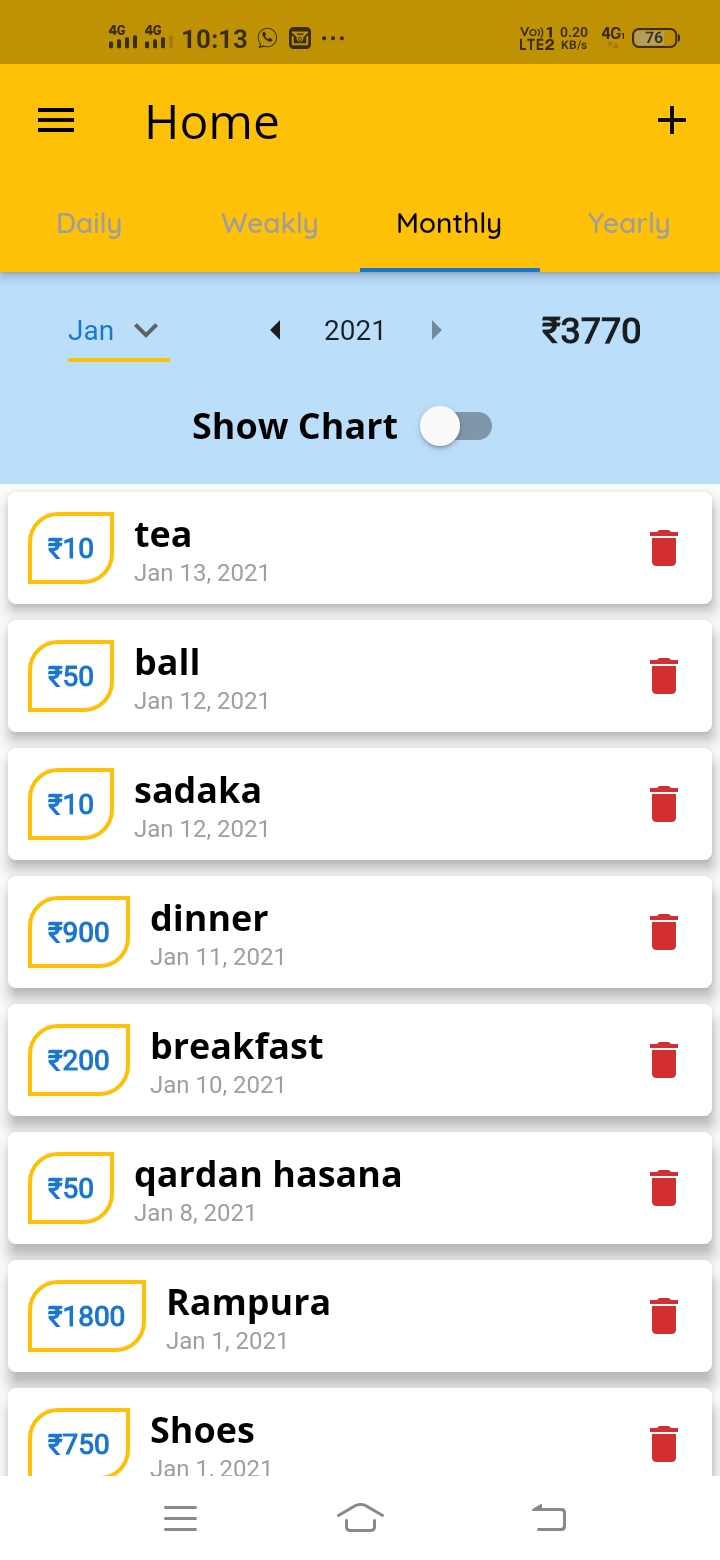 4G 4G 10:13 Vo)) 1 0.20 4G 76
LTE2 KB/s
Home
Daily Weakly Monthly Yearly
Jan 2021 ₹3770
Show Chart
₹10 tea
Jan 13, 2021
₹50 ball
Jan 12, 2021
₹10 sadaka
Jan 12, 2021
₹900 dinner
Jan 11, 2021
₹200 breakfast
Jan 10, 2021
₹50 qardan hasana
Jan 8, 2021
₹1800 Rampura
Jan 1, 2021
₹750 Shoes
Jan 1, 2021